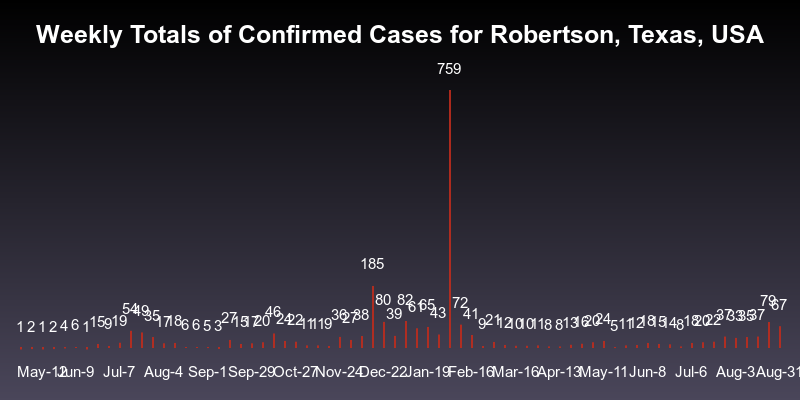 Weekly Totals of Confirmed Cases for Robertson, Texas, USA
759
185
1 2 1 2 4 6 1 15 9 19 54 49 35 17 18 6 6 5 3 27 15 17 20 46 24 22 11 11 9 36 27 38 80 39 82 61 65 43 72 41 9 21 12 10 10 11 8 8 13 16 20 24 5 11 12 18 15 14 8 18 20 22 37 33 35 37 79 67
May-12 Jun-9 Jul-7 Aug-4 Sep-1 Sep-29 Oct-27 Nov-24 Dec-22 Jan-19 Feb-16 Mar-16 Apr-13 May-11 Jun-8 Jul-6 Aug-3 Aug-31